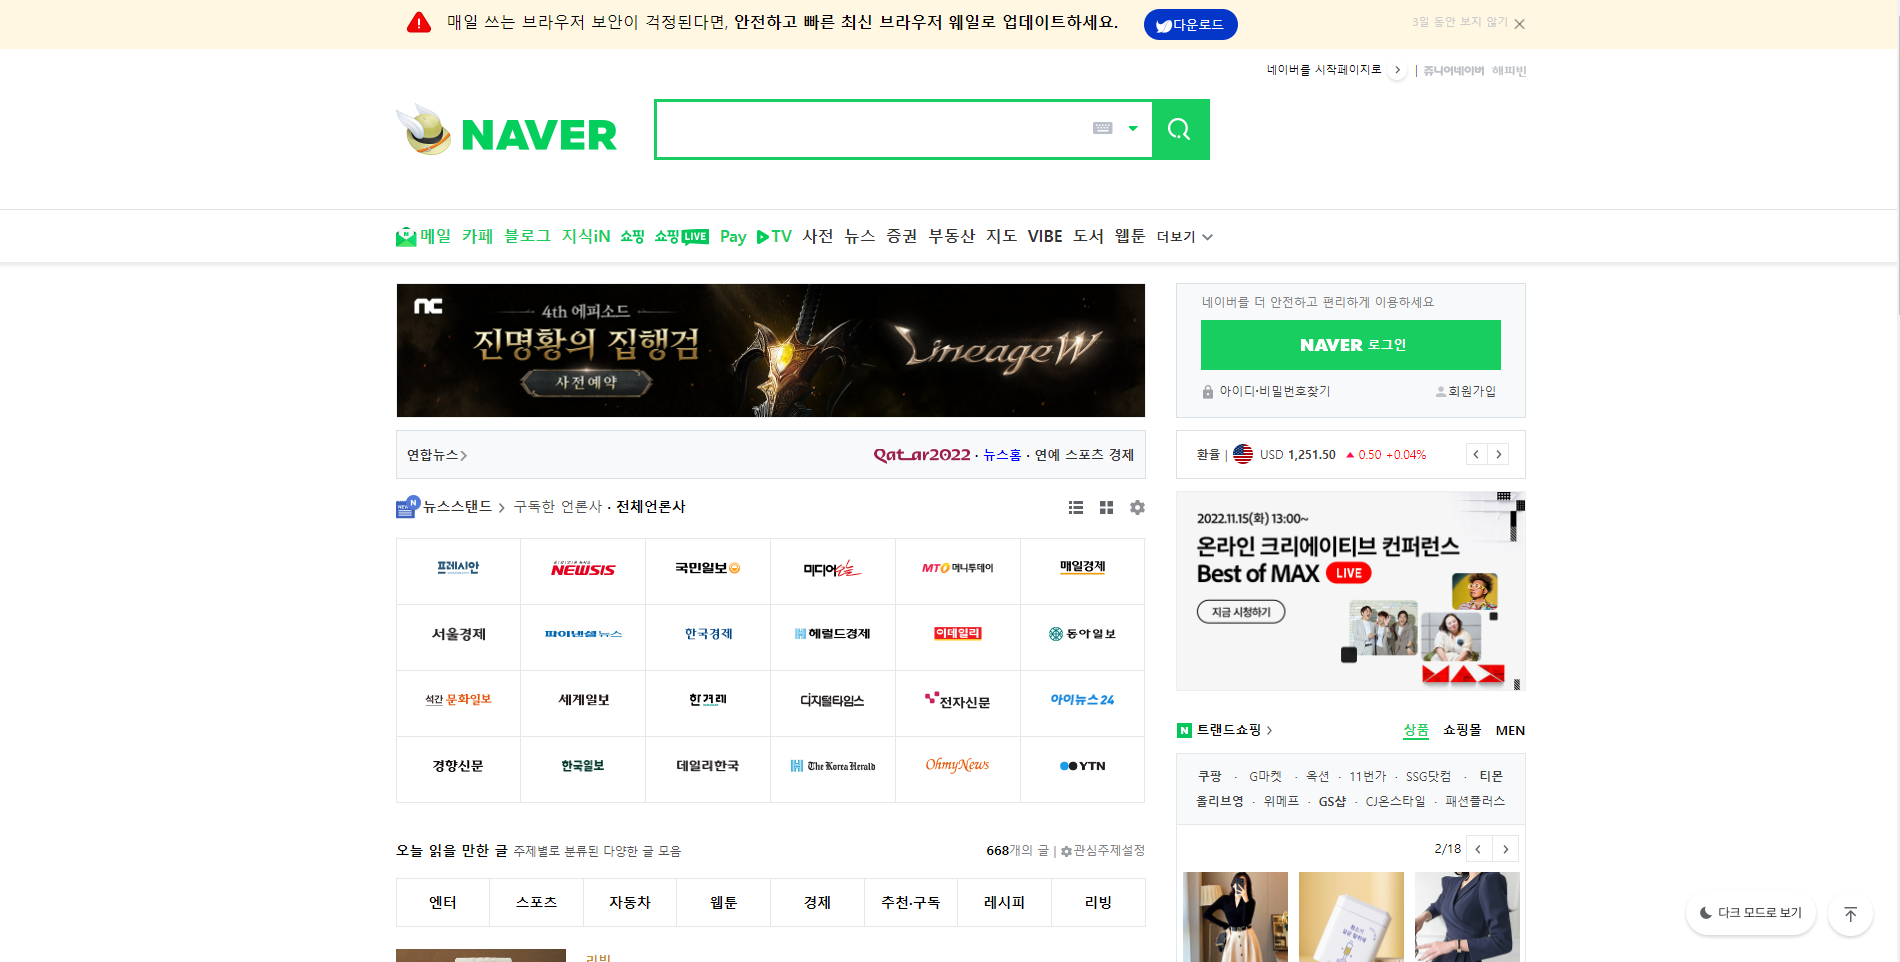 매일 쓰는 브라우저 보안이 걱정된다면, 안전하고 빠른 최신 브라우저 웨일로 업데이트하세요. 다운로드 3일 동안 보지 않기
네이버를 시작페이지로 | 쥬니어네이버 해피빈
NAVER
메일 카페 블로그 지식iN 쇼핑 쇼핑LIVE Pay TV 사전 뉴스 증권 부동산 지도 VIBE 도서 웹툰 더보기
nc
4th 에피소드
진명황의 집행검
사전예약
LineageW
네이버를 더 안전하고 편리하게 이용하세요
NAVER 로그인
아이디·비밀번호찾기 회원가입
연합뉴스 Qatar2022 · 뉴스홈 · 연예 스포츠 경제
환율 | USD 1,251.50 0.50 +0.04%
뉴스스탠드 구독한 언론사 · 전체언론사
프레시안 NEWSIS 국민일보 미디어오늘 MTO 머니투데이 매일경제
서울경제 파이낸셜뉴스 한국경제 헤럴드경제 이데일리 동아일보
석간 문화일보 세계일보 한겨레 디지털타임스 전자신문 아이뉴스24
경향신문 한국일보 데일리한국 The Korea Herald OhmyNews YTN
2022.11.15(화) 13:00~
온라인 크리에이티브 컨퍼런스
Best of MAX LIVE
지금 시청하기
MAX
N 트랜드쇼핑 상품 쇼핑몰 MEN
쿠팡 · G마켓 · 옥션 · 11번가 · SSG닷컴 · 티몬
올리브영 · 위메프 · GS샵 · CJ온스타일 · 패션플러스
2/18
오늘 읽을 만한 글 주제별로 분류된 다양한 글 모음 668개의 글 | 관심주제설정
엔터 스포츠 자동차 웹툰 경제 추천·구독 레시피 리빙
리빙
다크 모드로 보기